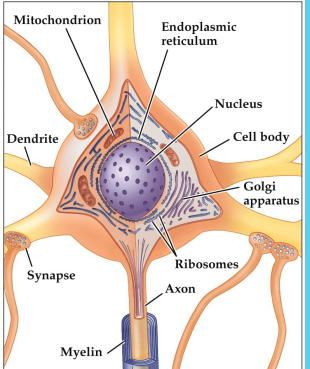 Mitochondrion
Endoplasmic
reticulum
Nucleus
Cell body
Dendrite
Golgi
apparatus
Ribosomes
Synapse
Axon
Myelin